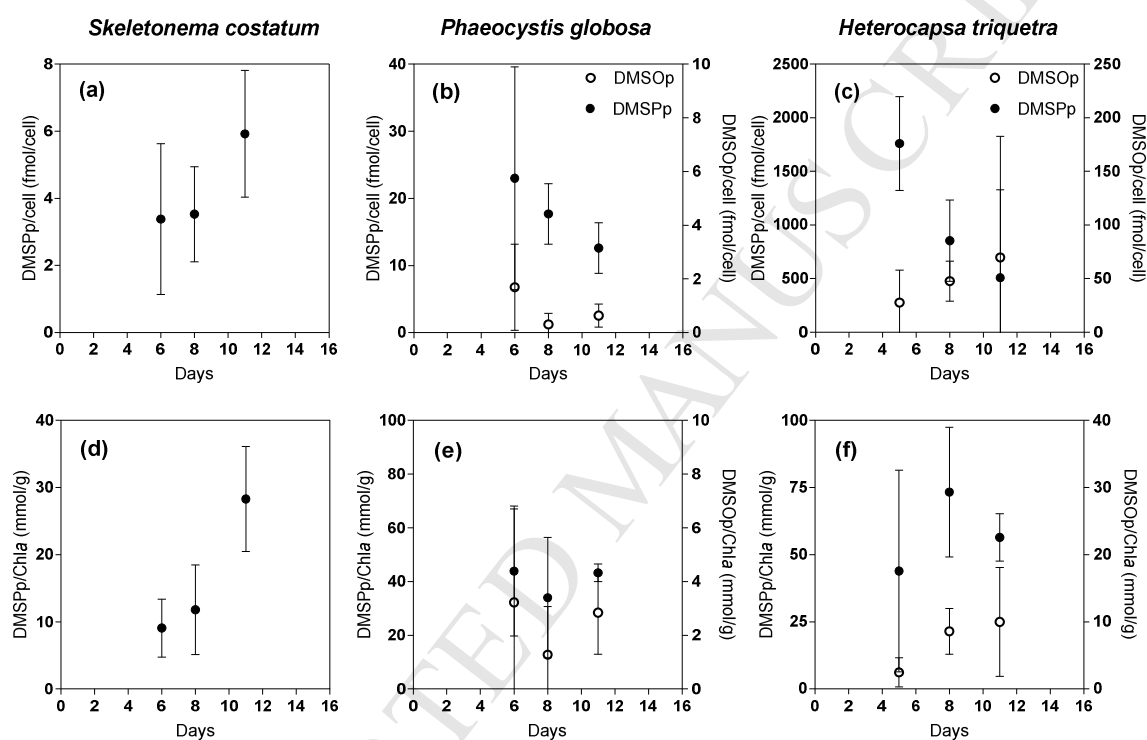 Skeletonema costatum
Phaeocystis globosa
Heterocapsa triquetra
(a)
DMSPp/cell (fmol/cell)
8
6
4
2
0
0 2 4 6 8 10 12 14 16
Days
(b)
DMSOp
DMSPp
DMSPp/cell (fmol/cell)
40
30
20
10
0
DMSOp/cell (fmol/cell)
10
8
6
4
2
0
0 2 4 6 8 10 12 14 16
Days
(c)
DMSOp
DMSPp
DMSPp/cell (fmol/cell)
2500
2000
1500
1000
500
0
DMSOp/cell (fmol/cell)
250
200
150
100
50
0
0 2 4 6 8 10 12 14 16
Days
(d)
DMSPp/Chla (mmol/g)
40
30
20
10
0
0 2 4 6 8 10 12 14 16
Days
(e)
DMSPp/Chla (mmol/g)
100
80
60
40
20
0
DMSOp/Chla (mmol/g)
10
8
6
4
2
0
0 2 4 6 8 10 12 14 16
Days
(f)
DMSPp/Chla (mmol/g)
100
75
50
25
0
DMSOp/Chla (mmol/g)
40
30
20
10
0
0 2 4 6 8 10 12 14 16
Days
TED MANUSCRI